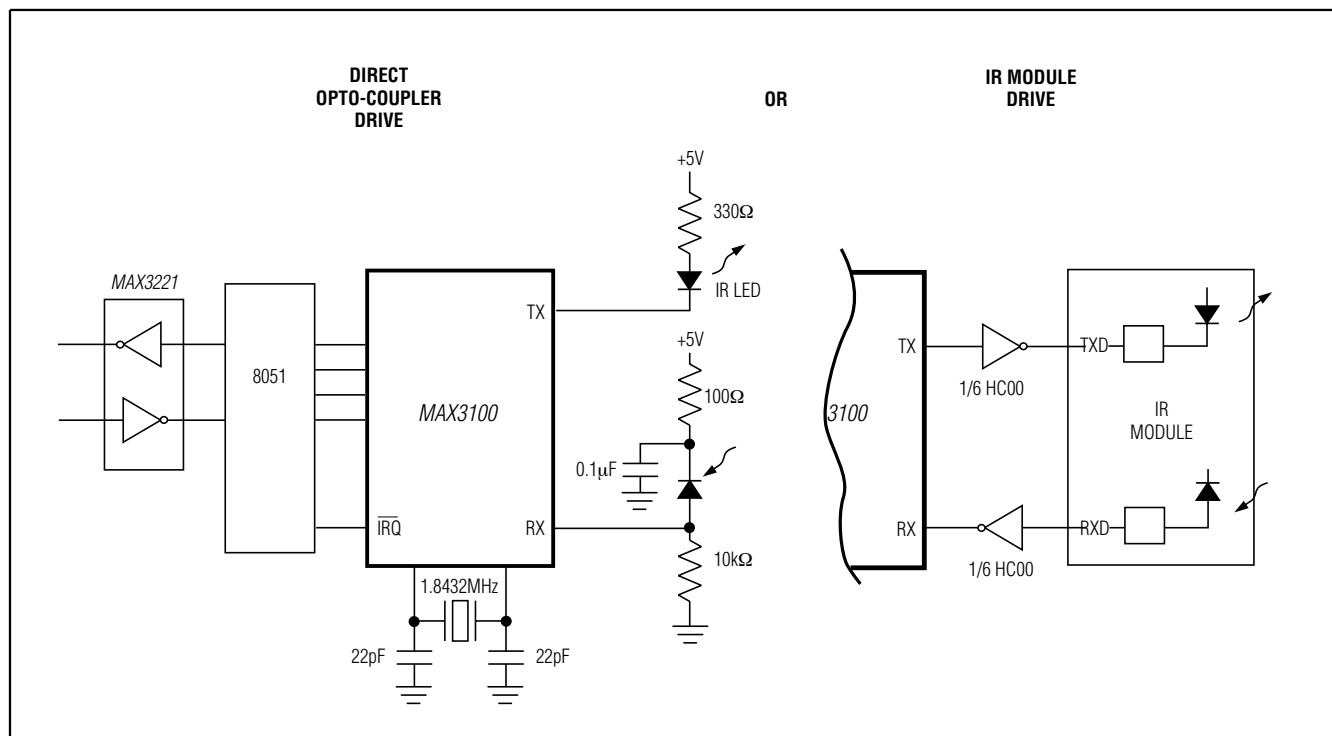 DIRECT
OPTO-COUPLER
DRIVE
OR
IR MODULE
DRIVE
+5V
330Ω
IR LED
MAX3221
8051
TX
MAX3100
+5V
100Ω
0.1μF
IRQ
RX
10kΩ
1.8432MHz
22pF
22pF
TX
1/6 HC00
TXD
3100
IR
MODULE
RX
1/6 HC00
RXD